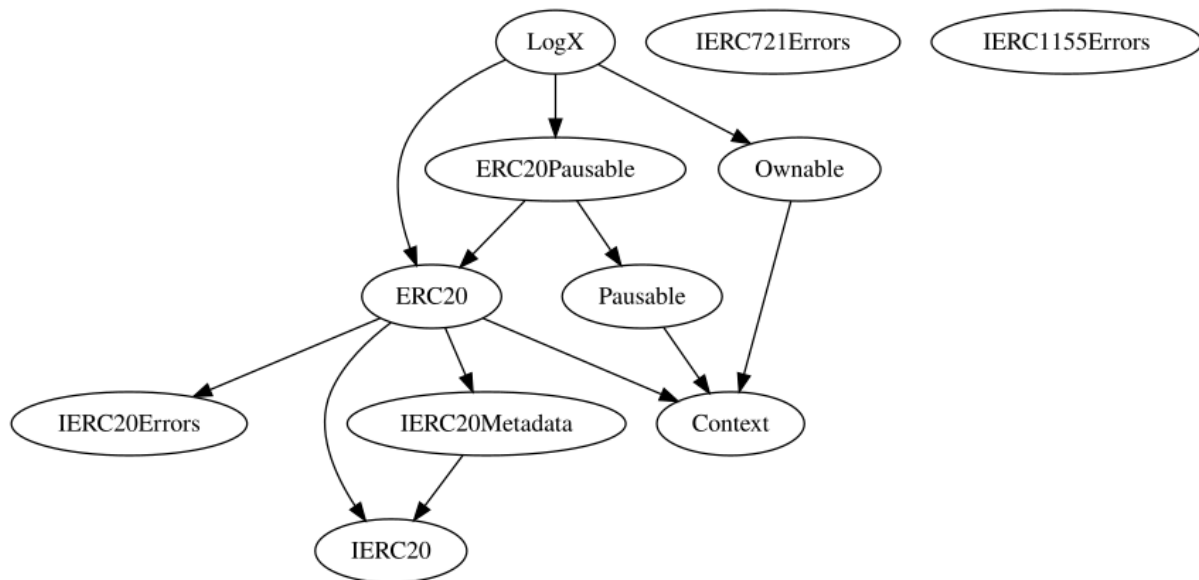 LogX
IERC721Errors
IERC1155Errors
ERC20Pausable
Ownable
ERC20
Pausable
IERC20Errors
IERC20Metadata
Context
IERC20